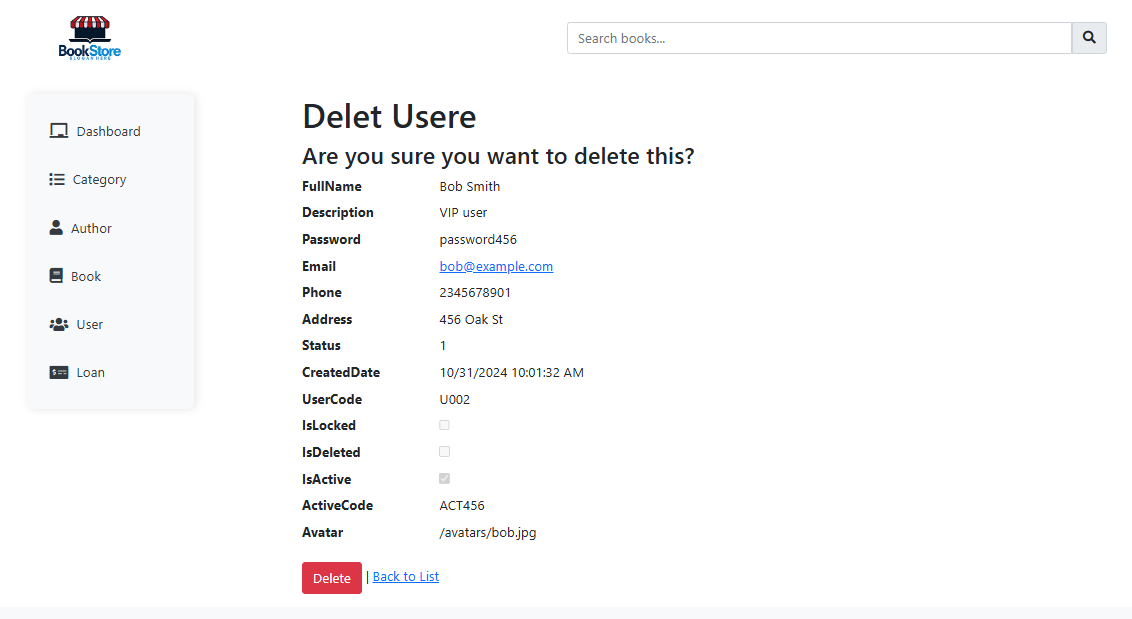 BookStore
SLOGAN HERE
Search books...
Dashboard
Category
Author
Book
User
Loan
Delet Usere
Are you sure you want to delete this?
FullName Bob Smith
Description VIP user
Password password456
Email bob@example.com
Phone 2345678901
Address 456 Oak St
Status 1
CreatedDate 10/31/2024 10:01:32 AM
UserCode U002
IsLocked
IsDeleted
IsActive
ActiveCode ACT456
Avatar /avatars/bob.jpg
Delete | Back to List